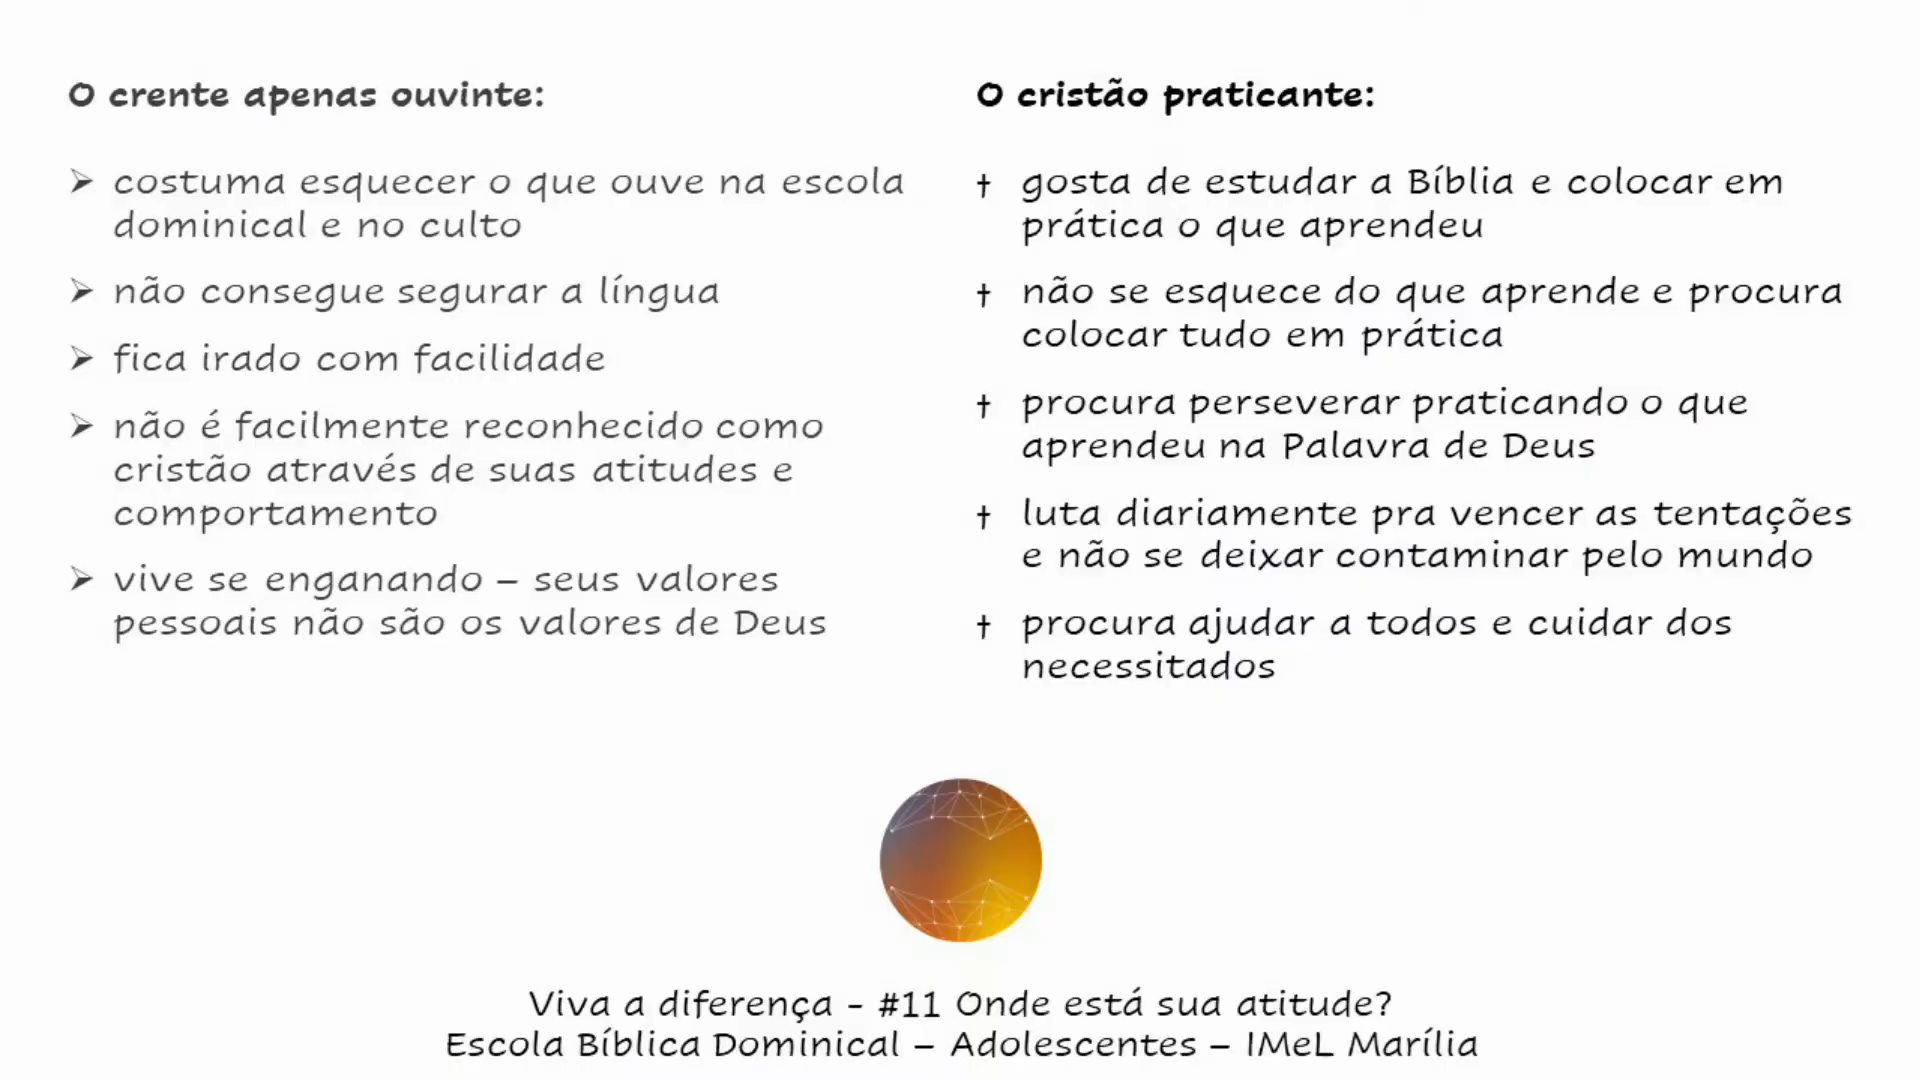 O crente apenas ouvinte:
➢ costuma esquecer o que ouve na escola
dominical e no culto
➢ não consegue segurar a língua
➢ fica irado com facilidade
➢ não é facilmente reconhecido como
cristão através de suas atitudes e
comportamento
➢ vive se enganando – seus valores
pessoais não são os valores de Deus
O cristão praticante:
† gosta de estudar a Bíblia e colocar em
prática o que aprendeu
† não se esquece do que aprende e procura
colocar tudo em prática
† procura perseverar praticando o que
aprendeu na Palavra de Deus
† luta diariamente pra vencer as tentações
e não se deixar contaminar pelo mundo
† procura ajudar a todos e cuidar dos
necessitados
Viva a diferença - #11 Onde está sua atitude?
Escola Bíblica Dominical – Adolescentes – IMeL Marília